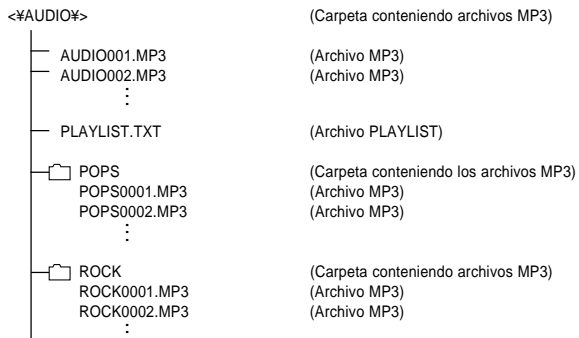 <¥AUDIO¥> (Carpeta conteniendo archivos MP3)
AUDIO001.MP3 (Archivo MP3)
AUDIO002.MP3 (Archivo MP3)
PLAYLIST.TXT (Archivo PLAYLIST)
POPS (Carpeta conteniendo los archivos MP3)
POPS0001.MP3 (Archivo MP3)
POPS0002.MP3 (Archivo MP3)
ROCK (Carpeta conteniendo archivos MP3)
ROCK0001.MP3 (Archivo MP3)
ROCK0002.MP3 (Archivo MP3)